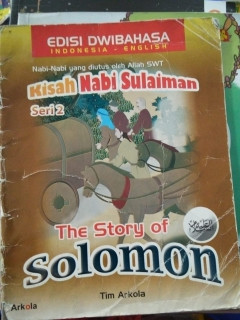 EDISI DWIBAHASA
INDONESIA - ENGLISH
Nabi-Nabi yang diutus oleh Allah SWT
Kisah Nabi Sulaiman
Seri 2
The Story of
Solomon
Tim Arkola
Arkola